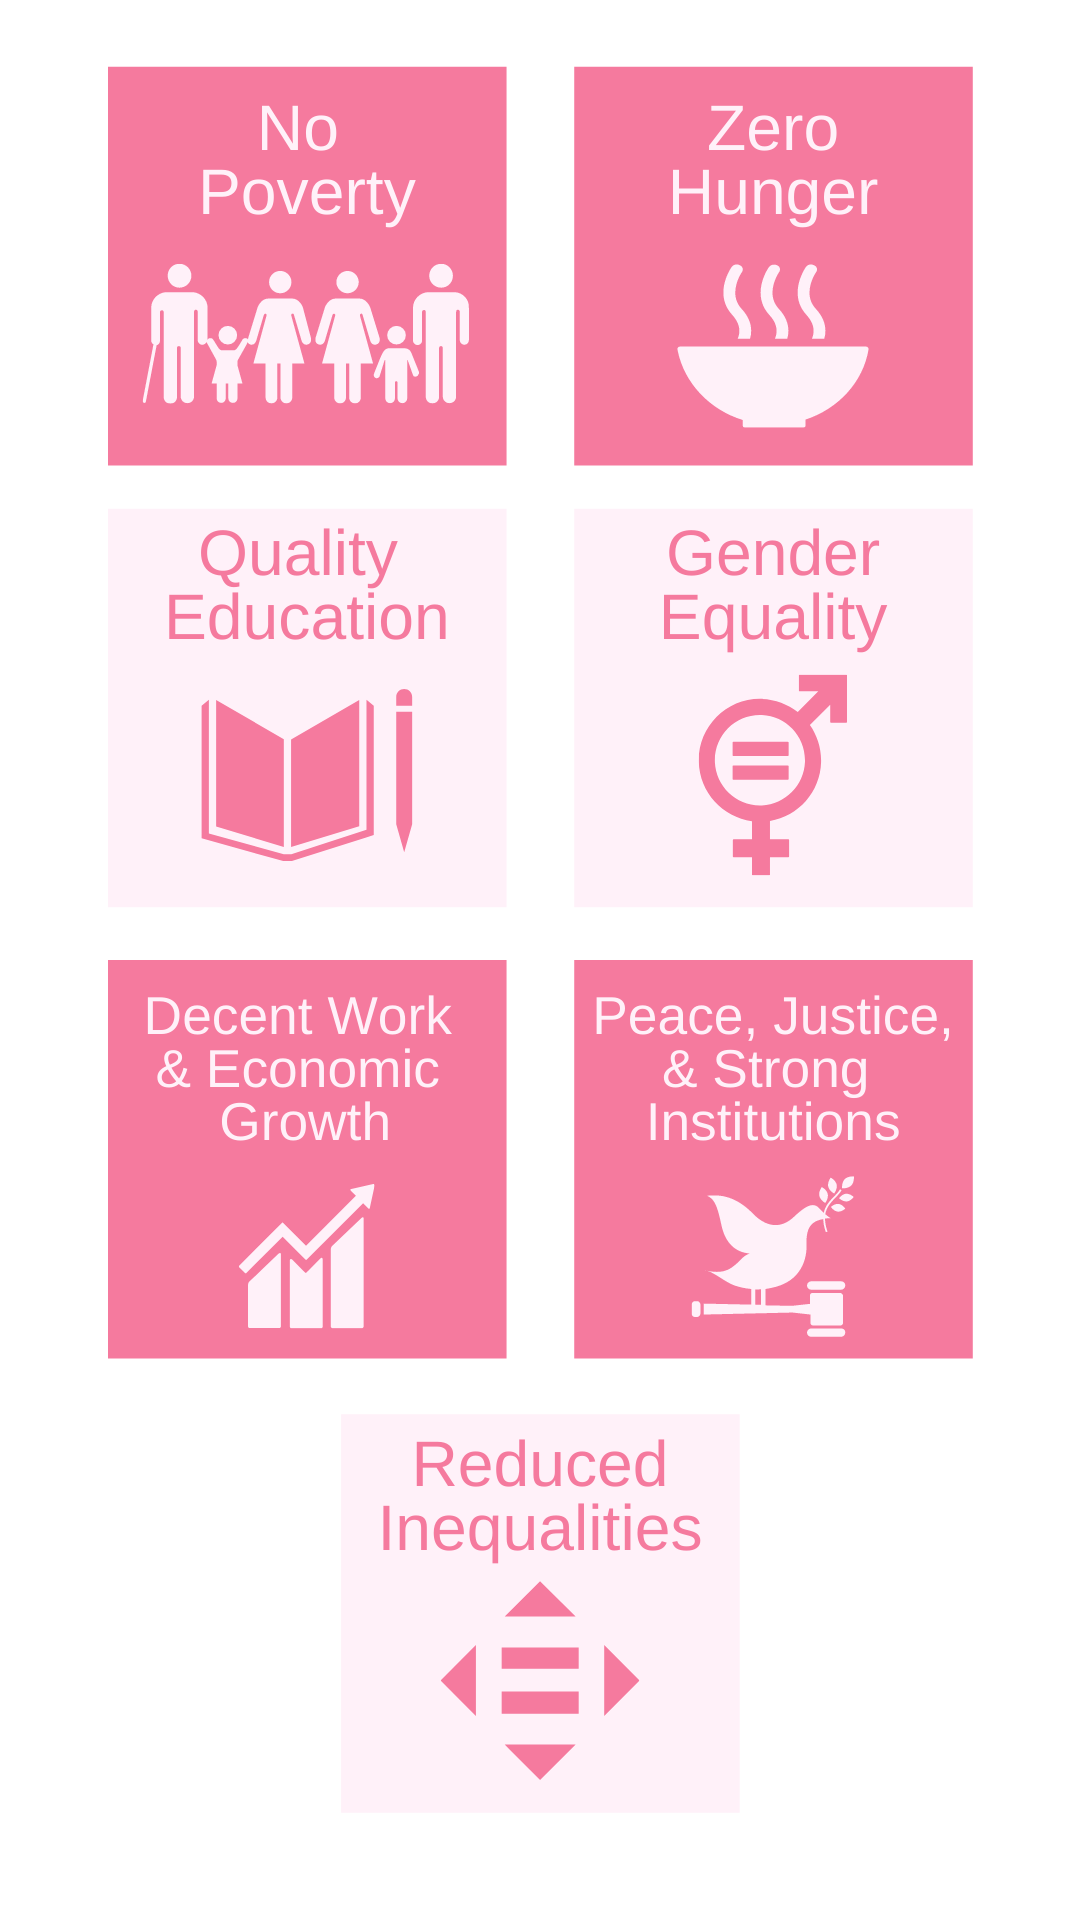 No
Poverty
Zero
Hunger
Quality
Education
Gender
Equality
Decent Work
& Economic
Growth
Peace, Justice,
& Strong
Institutions
Reduced
Inequalities